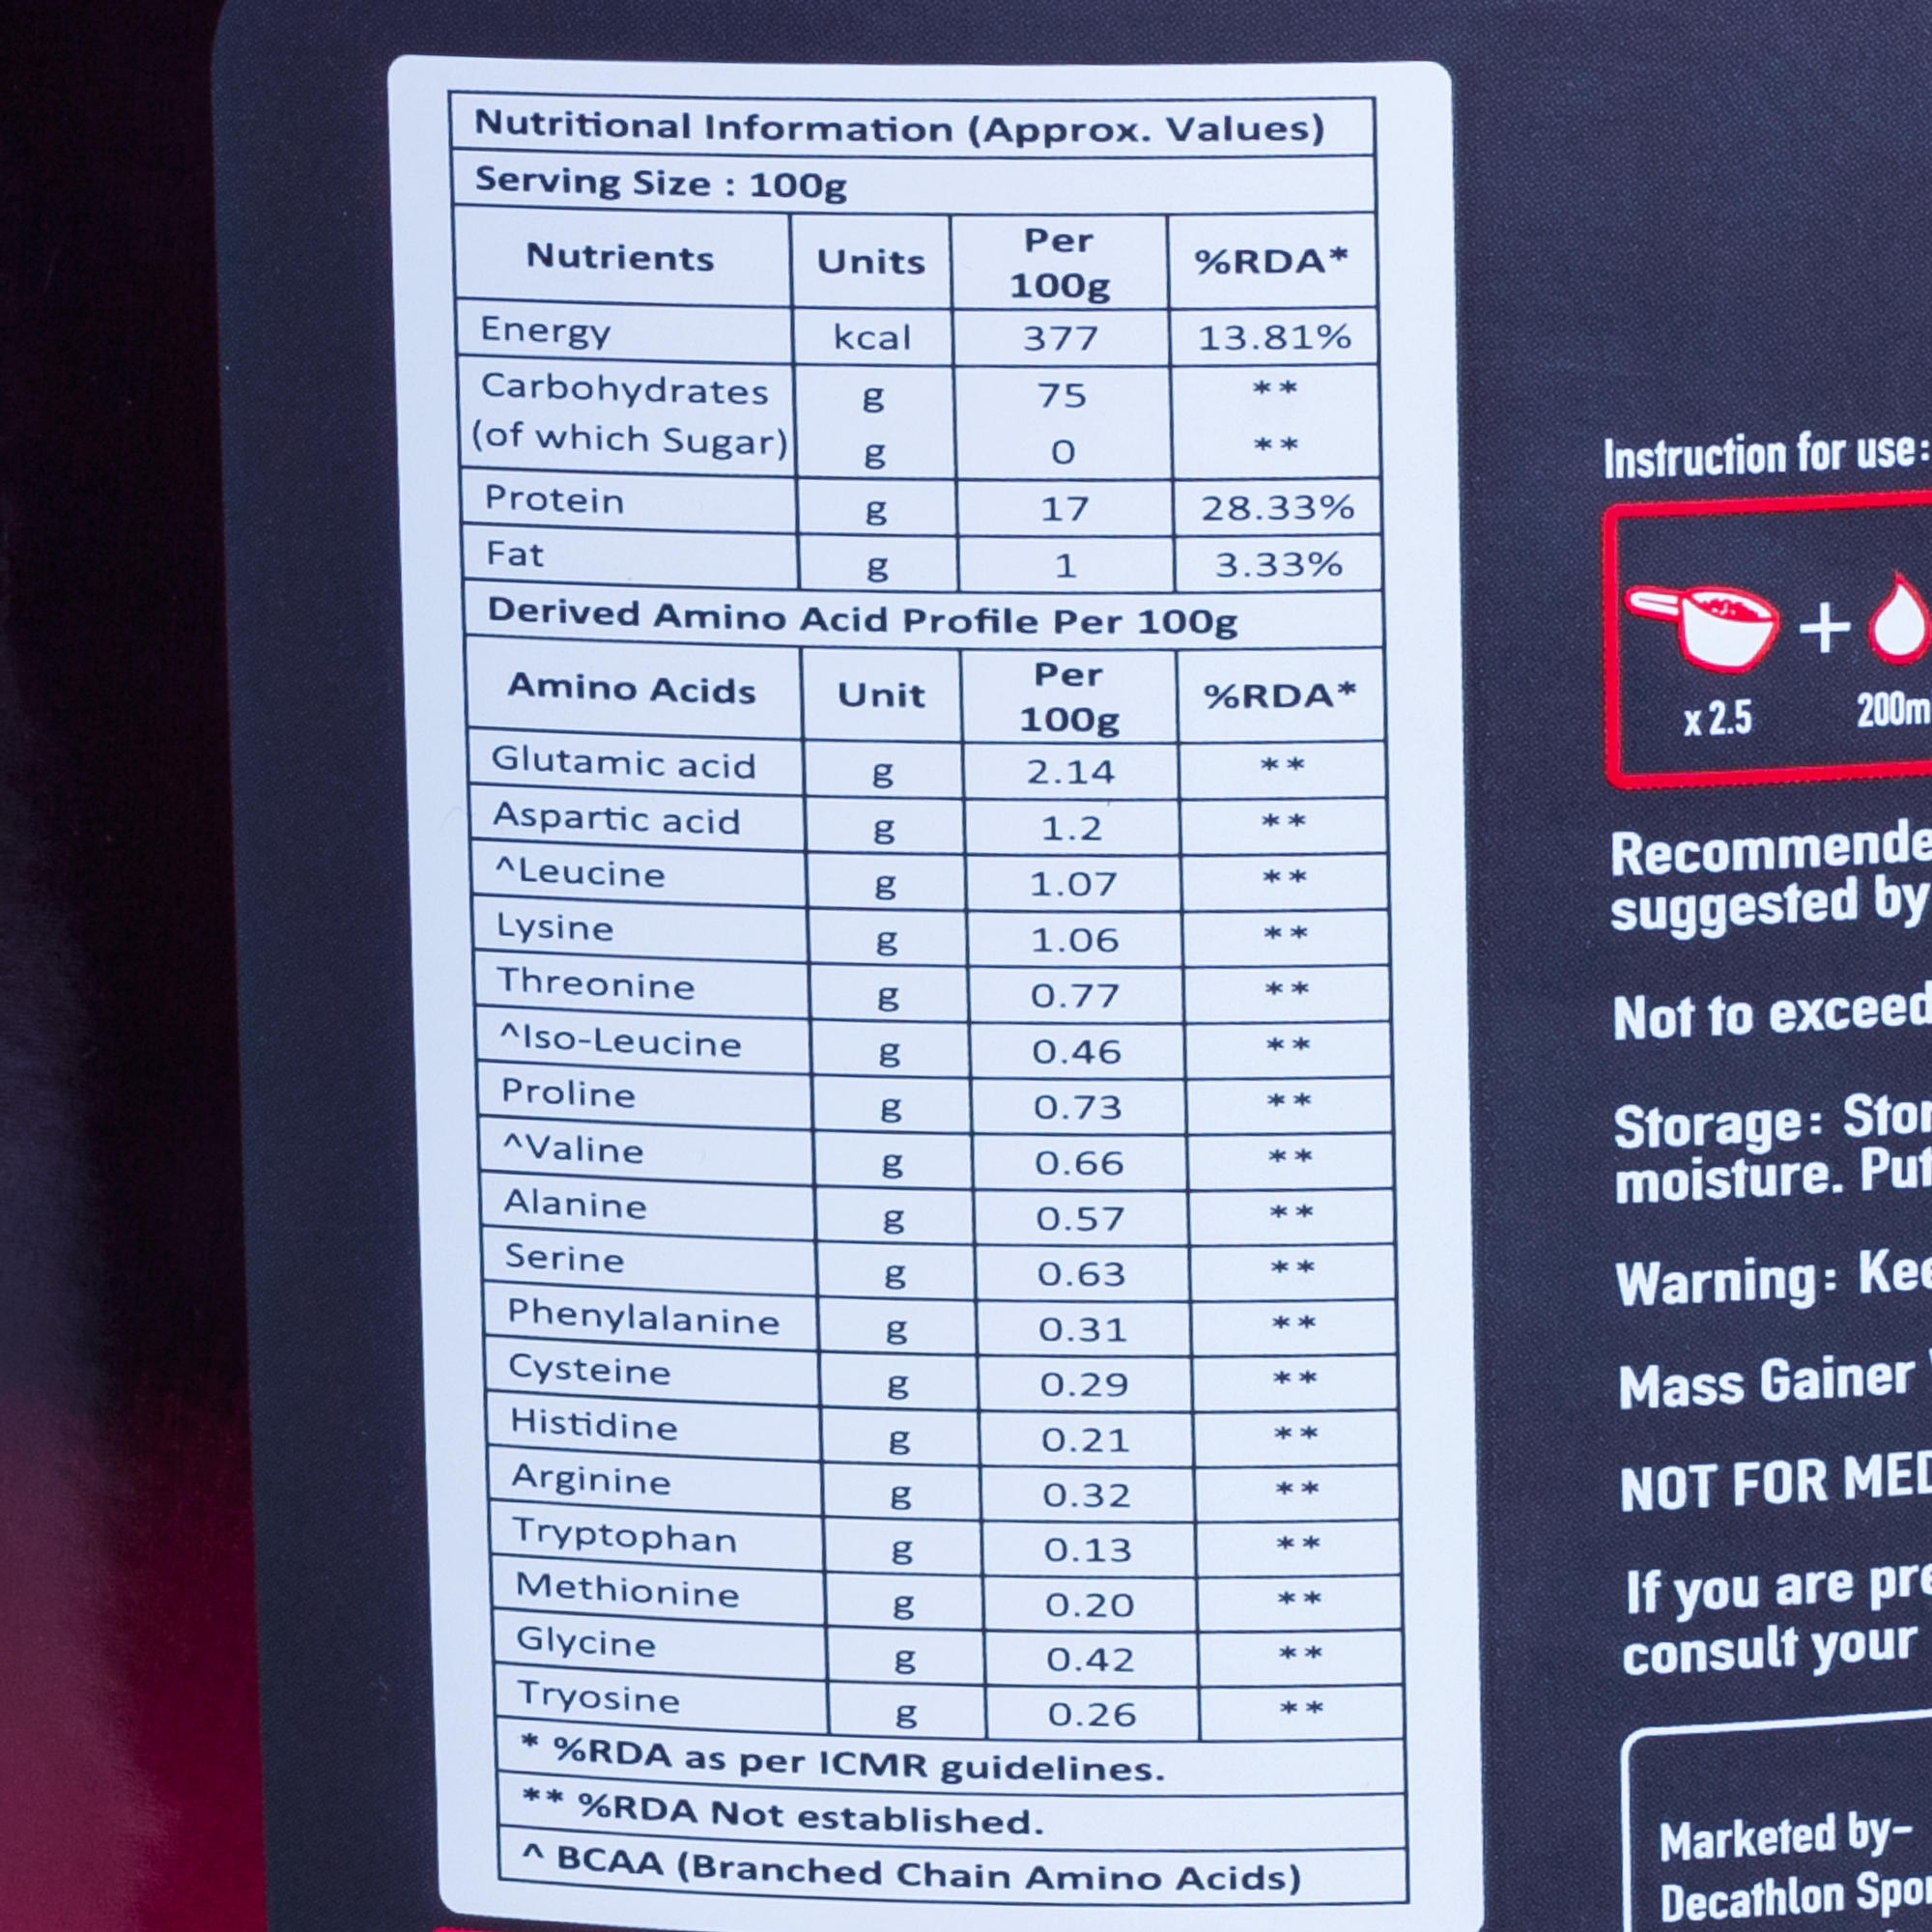 Nutritional Information (Approx. Values)
Serving Size : 100g
Nutrients Units Per 100g %RDA*
Energy kcal 377 13.81%
Carbohydrates g 75 **
(of which Sugar) g 0 **
Protein g 17 28.33%
Fat g 1 3.33%
Derived Amino Acid Profile Per 100g
Amino Acids Unit Per 100g %RDA*
Glutamic acid g 2.14 **
Aspartic acid g 1.2 **
^Leucine g 1.07 **
Lysine g 1.06 **
Threonine g 0.77 **
^Iso-Leucine g 0.46 **
Proline g 0.73 **
^Valine g 0.66 **
Alanine g 0.57 **
Serine g 0.63 **
Phenylalanine g 0.31 **
Cysteine g 0.29 **
Histidine g 0.21 **
Arginine g 0.32 **
Tryptophan g 0.13 **
Methionine g 0.20 **
Glycine g 0.42 **
Tryosine g 0.26 **
* %RDA as per ICMR guidelines.
** %RDA Not established.
^ BCAA (Branched Chain Amino Acids)
Instruction for use:
+
x 2.5 200m
Recommende
suggested by
Not to exceed
Storage: Stor
moisture. Put
Warning: Kee
Mass Gainer
NOT FOR MED
If you are pre
consult your
Marketed by-
Decathlon Spor